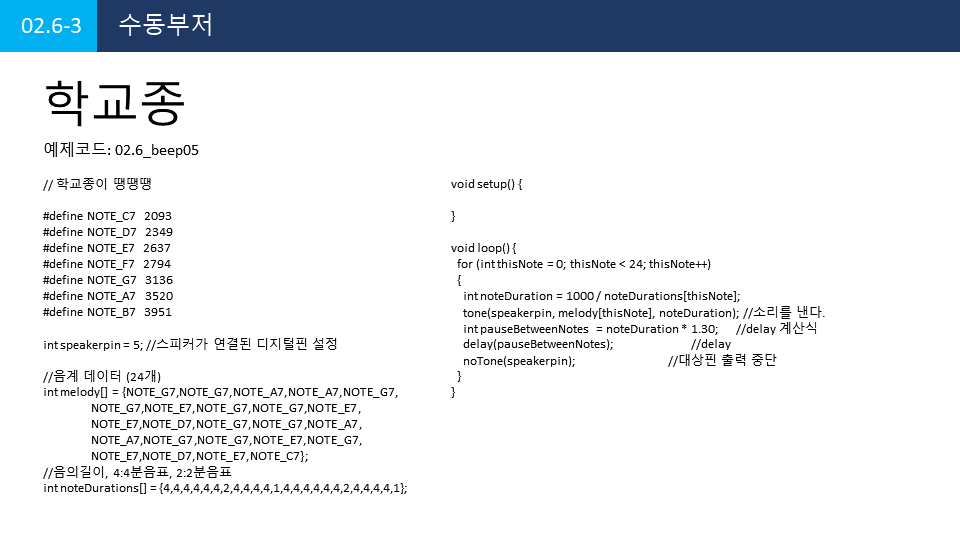 02.6-3
수동부저
학교종
예제코드: 02.6_beep05
// 학교종이 땡땡땡
#define NOTE_C7 2093
#define NOTE_D7 2349
#define NOTE_E7 2637
#define NOTE_F7 2794
#define NOTE_G7 3136
#define NOTE_A7 3520
#define NOTE_B7 3951
int speakerpin = 5; //스피커가 연결된 디지털핀 설정
//음계 데이터 (24개)
int melody[] = {NOTE_G7,NOTE_G7,NOTE_A7,NOTE_A7,NOTE_G7,
NOTE_G7,NOTE_E7,NOTE_G7,NOTE_G7,NOTE_E7,
NOTE_E7,NOTE_D7,NOTE_G7,NOTE_G7,NOTE_A7,
NOTE_A7,NOTE_G7,NOTE_G7,NOTE_E7,NOTE_G7,
NOTE_E7,NOTE_D7,NOTE_E7,NOTE_C7};
//음의길이, 4:4분음표, 2:2분음표
int noteDurations[] = {4,4,4,4,4,4,2,4,4,4,4,1,4,4,4,4,4,4,2,4,4,4,4,1};
void setup() {
}
void loop() {
for (int thisNote = 0; thisNote < 24; thisNote++)
{
int noteDuration = 1000 / noteDurations[thisNote];
tone(speakerpin, melody[thisNote], noteDuration); //소리를 낸다.
int pauseBetweenNotes = noteDuration * 1.30; //delay 계산식
delay(pauseBetweenNotes); //delay
noTone(speakerpin); //대상핀 출력 중단
}
}